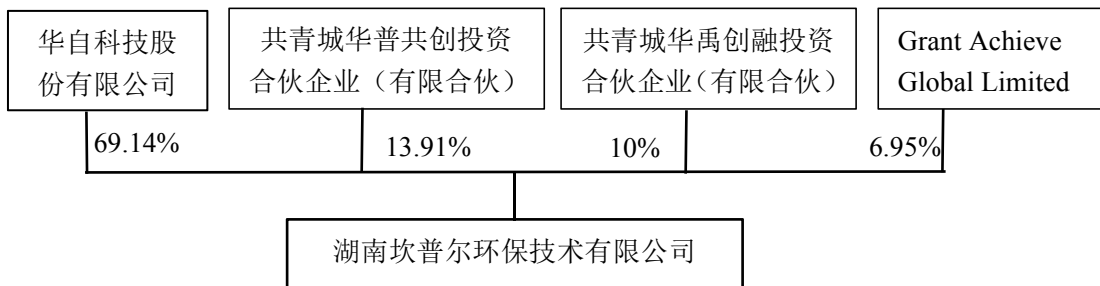 华自科技股
份有限公司
共青城华普共创投资
合伙企业（有限合伙）
共青城华禹创融投资
合伙企业（有限合伙）
Grant Achieve
Global Limited
69.14%
13.91%
10%
6.95%
湖南坎普尔环保技术有限公司